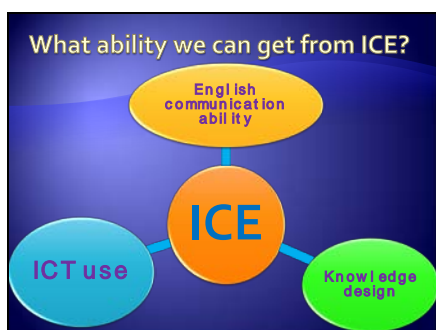 What ability we can get from ICE?
English
communication
ability
ICE
ICT use
Knowledge
design